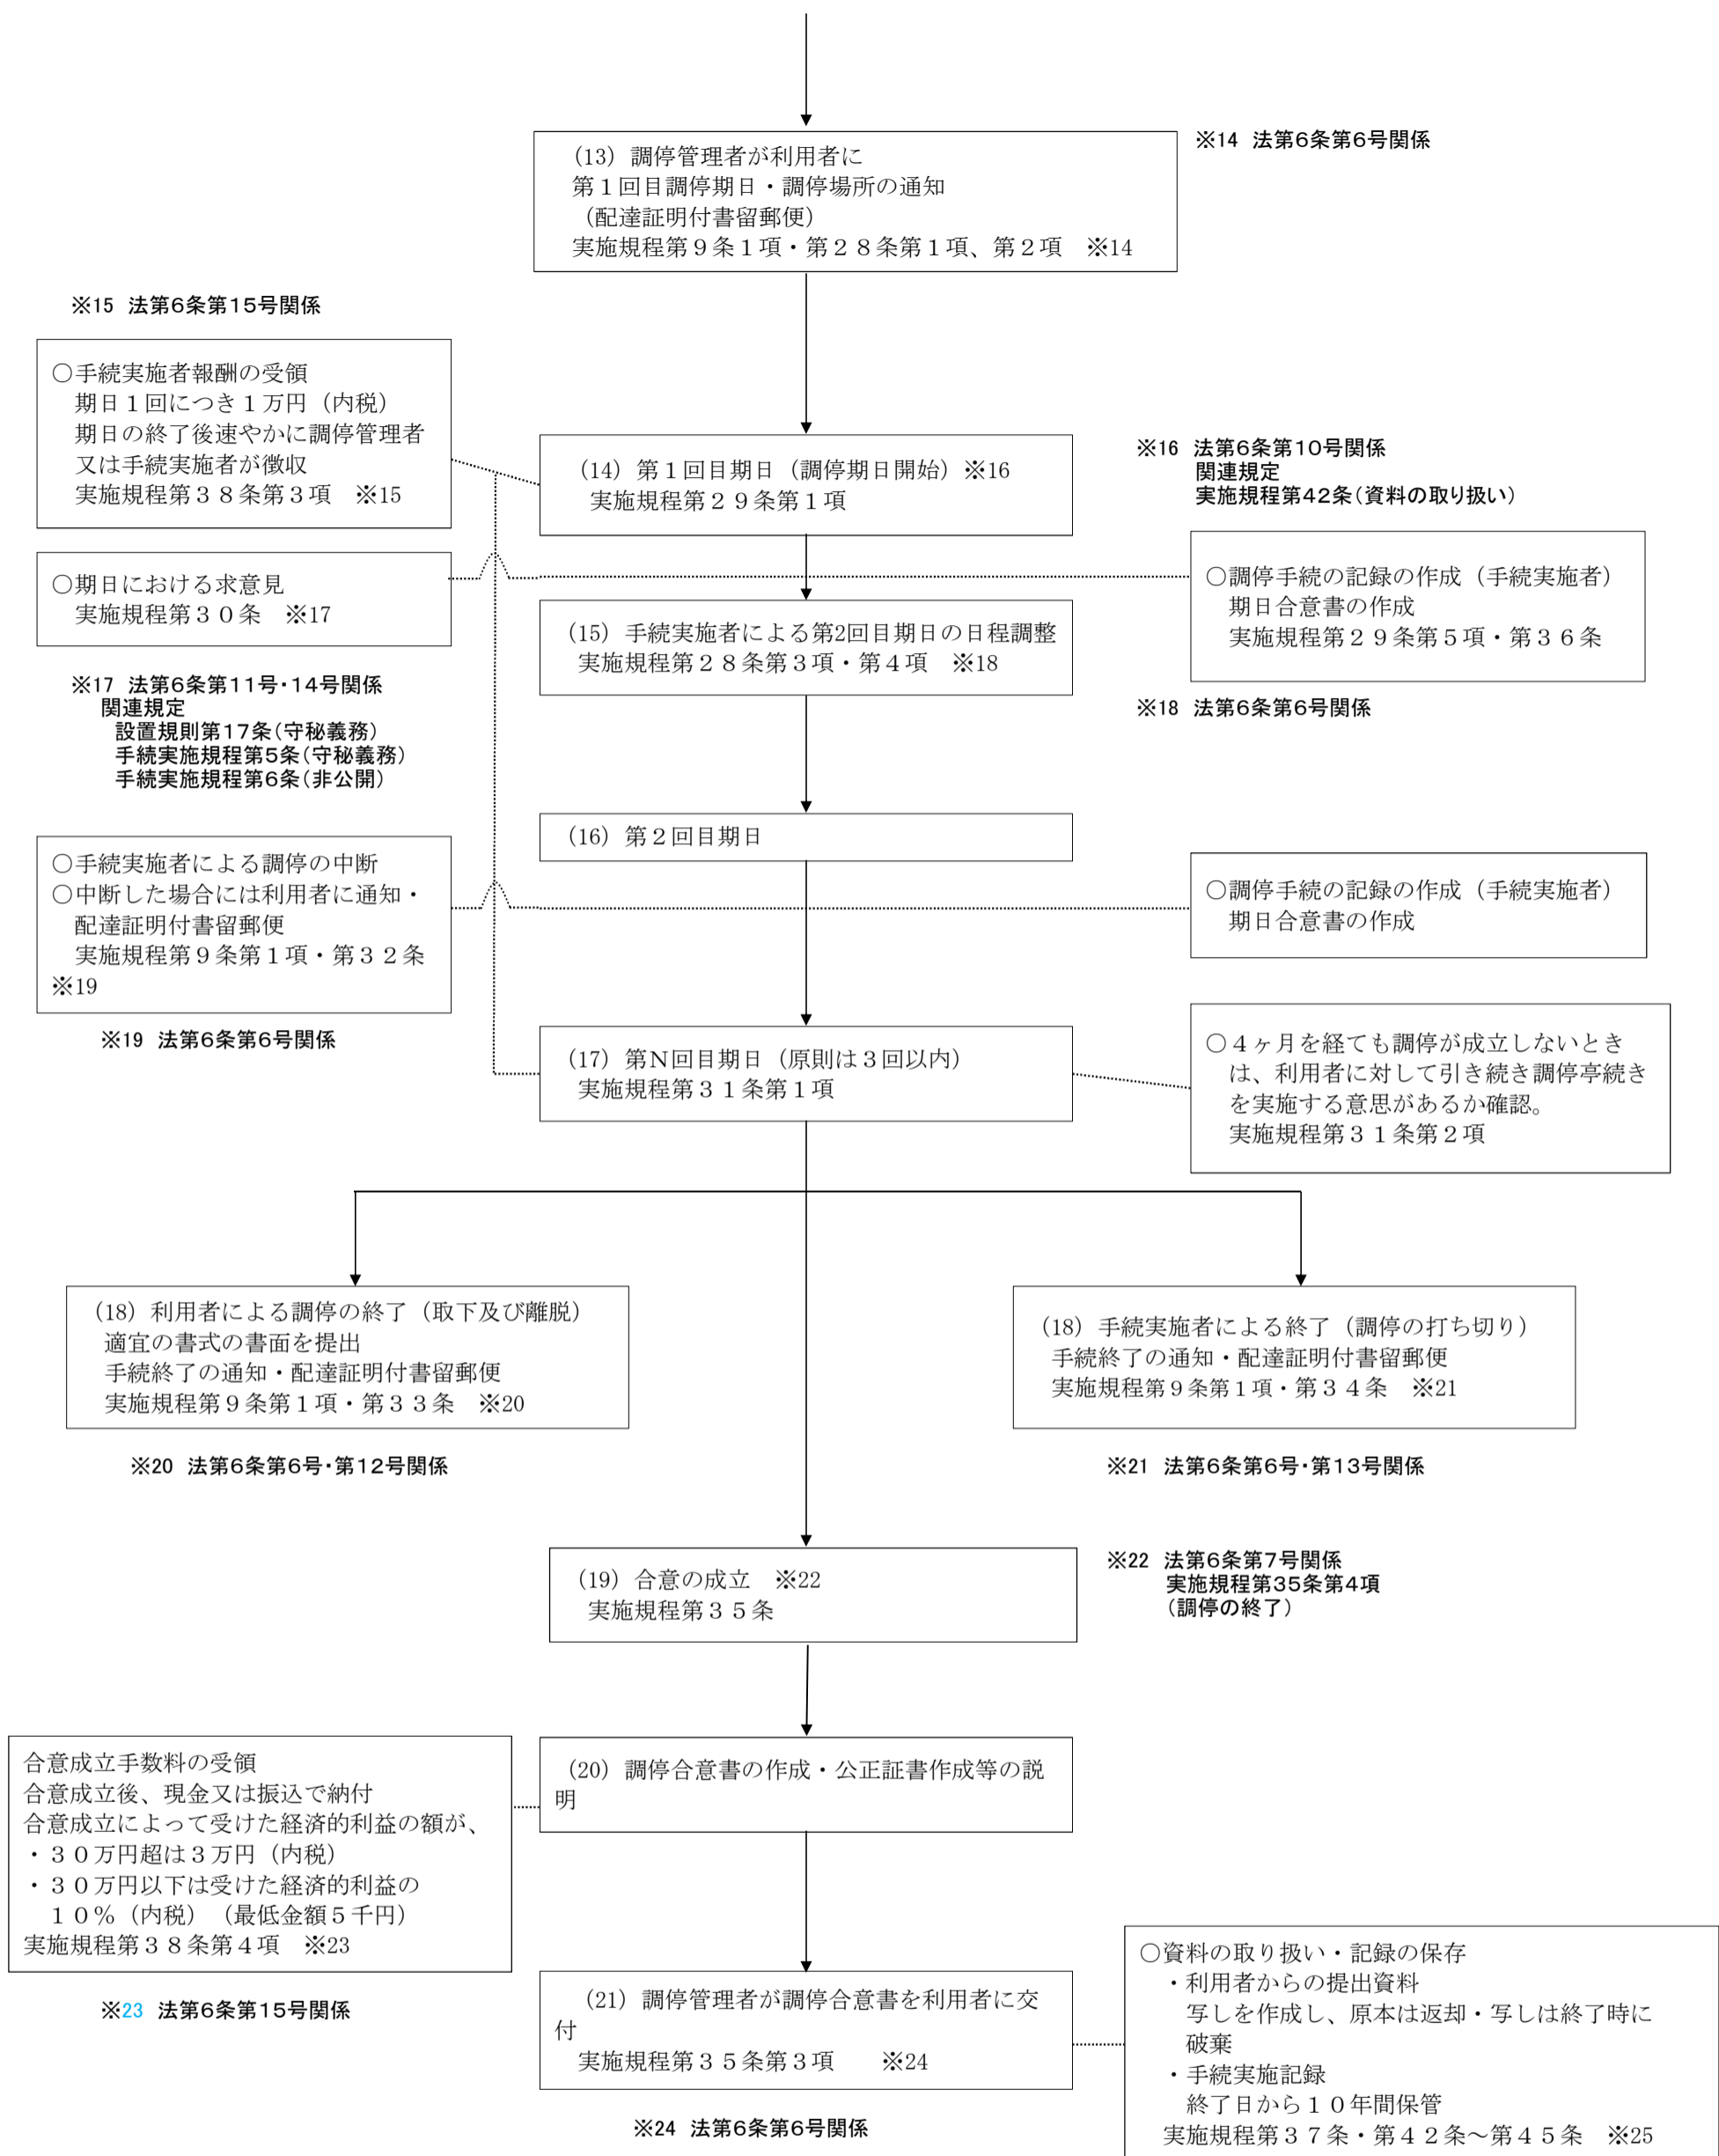 （13）調停管理者が利用者に
第１回目調停期日・調停場所の通知
（配達証明付書留郵便）
実施規程第９条１項・第２８条第１項、第２項　※14
※14 法第６条第６号関係
※15 法第６条第１５号関係
〇手続実施者報酬の受領
期日１回につき１万円（内税）
期日の終了後速やかに調停管理者
又は手続実施者が徴収
実施規程第３８条第３項　※15
（14）第１回目期日（調停期日開始）※16
実施規程第２９条第１項
※16 法第６条第１０号関係
関連規定
実施規程第４２条（資料の取り扱い）
〇期日における求意見
実施規程第３０条　※17
〇調停手続の記録の作成（手続実施者）
期日合意書の作成
実施規程第２９条第５項・第３６条
（15）手続実施者による第2回目期日の日程調整
実施規程第２８条第３項・第４項　※18
※17 法第６条第１１号・１４号関係
関連規定
設置規則第１７条（守秘義務）
手続実施規程第５条（守秘義務）
手続実施規程第６条（非公開）
※18 法第６条第６号関係
（16）第２回目期日
〇手続実施者による調停の中断
〇中断した場合には利用者に通知・
配達証明付書留郵便
実施規程第９条第１項・第３２条
※19
※19 法第６条第６号関係
〇調停手続の記録の作成（手続実施者）
期日合意書の作成
（17）第Ｎ回目期日（原則は３回以内）
実施規程第３１条第１項
〇４ヶ月を経ても調停が成立しないとき
は、利用者に対して引き続き調停亭続き
を実施する意思があるか確認。
実施規程第３１条第２項
（18）利用者による調停の終了（取下及び離脱）
適宜の書式の書面を提出
手続終了の通知・配達証明付書留郵便
実施規程第９条第１項・第３３条　※20
※20 法第６条第６号・第１２号関係
（18）手続実施者による終了（調停の打ち切り）
手続終了の通知・配達証明付書留郵便
実施規程第９条第１項・第３４条　※21
※21 法第６条第６号・第１３号関係
（19）合意の成立　※22
実施規程第３５条
※22 法第６条第７号関係
実施規程第３５条第４項
（調停の終了）
（20）調停合意書の作成・公正証書作成等の説
明
合意成立手数料の受領
合意成立後、現金又は振込で納付
合意成立によって受けた経済的利益の額が、
・３０万円超は３万円（内税）
・３０万円以下は受けた経済的利益の
１０％（内税）（最低金額５千円）
実施規程第３８条第４項　※23
※23 法第６条第１５号関係
（21）調停管理者が調停合意書を利用者に交
付
実施規程第３５条第３項　　※24
※24 法第６条第６号関係
〇資料の取り扱い・記録の保存
・利用者からの提出資料
写しを作成し、原本は返却・写しは終了時に
破棄
・手続実施記録
終了日から１０年間保管
実施規程第３７条・第４２条～第４５条　※25